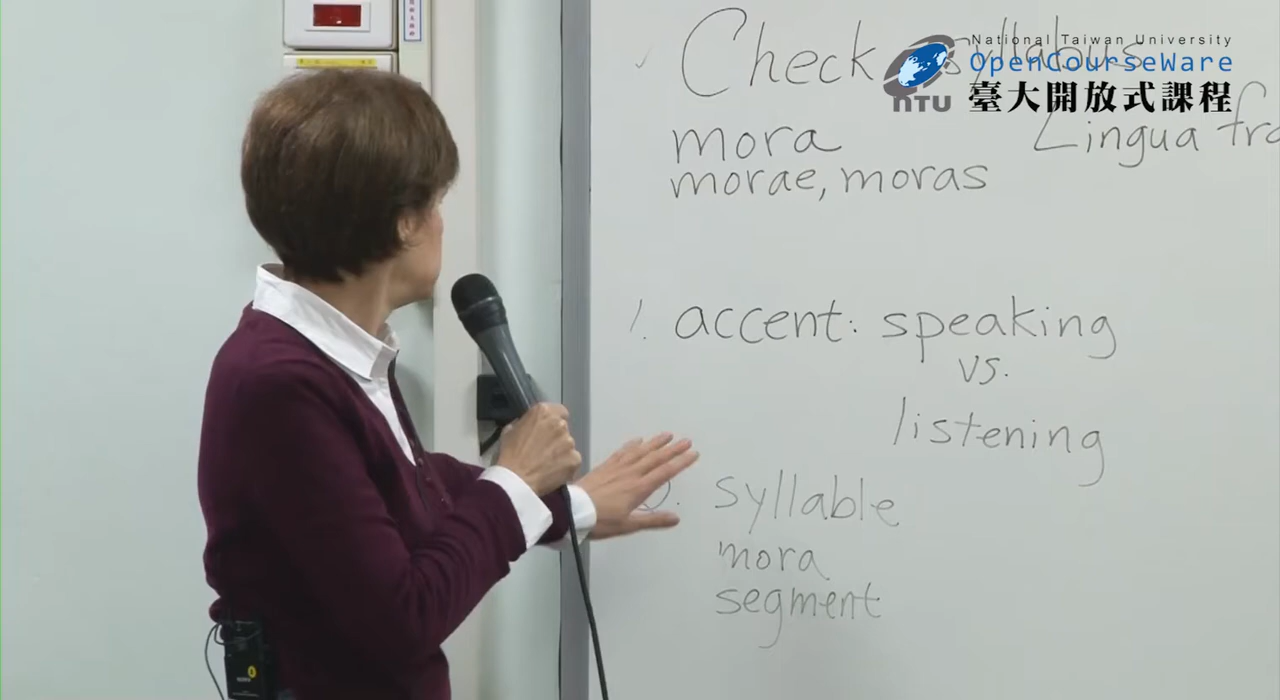 Check syllabus
National Taiwan University
OpenCourseWare
臺大開放式課程
NTU
mora
Lingua fra
morae, moras
1. accent: speaking
vs.
listening
2. syllable
mora
segment